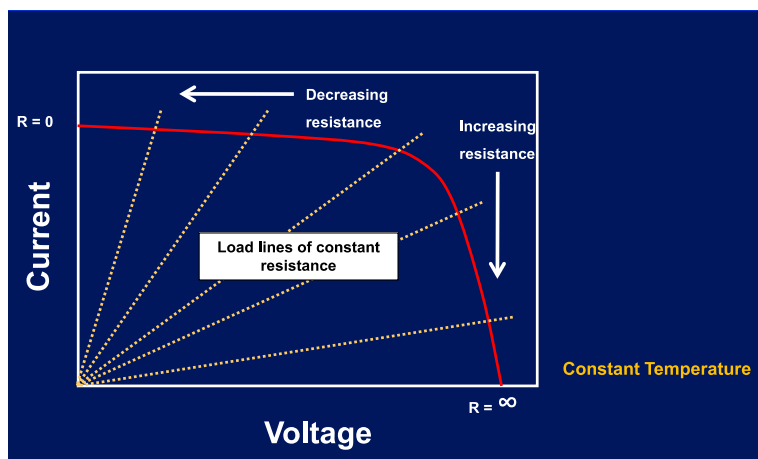 Decreasing
resistance
R = 0
Increasing
resistance
Current
Load lines of constant
resistance
Constant Temperature
R = ∞
Voltage